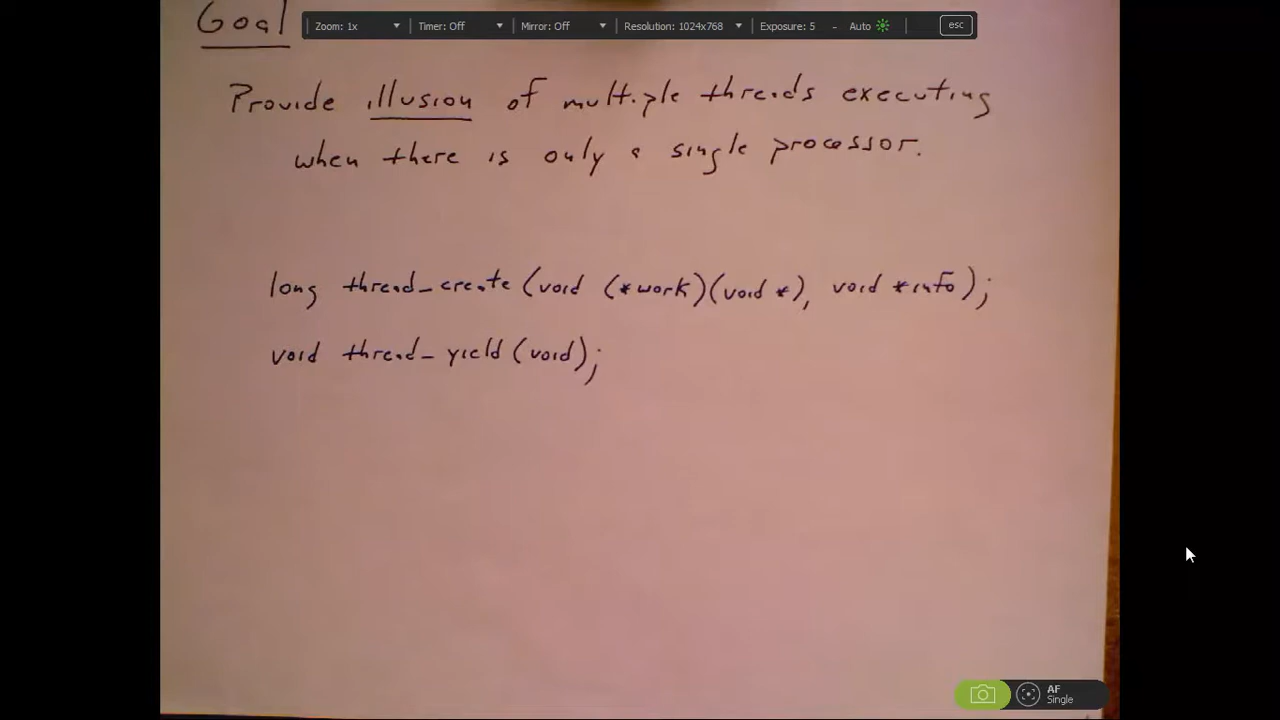 Goal
Zoom: 1x Timer: Off Mirror: Off Resolution: 1024x768 Exposure: 5 - Auto esc
Provide illusion of multiple threads executing
when there is only a single processor.
long thread_create(void (*work)(void *), void *info);
void thread_yield(void);
AF
Single